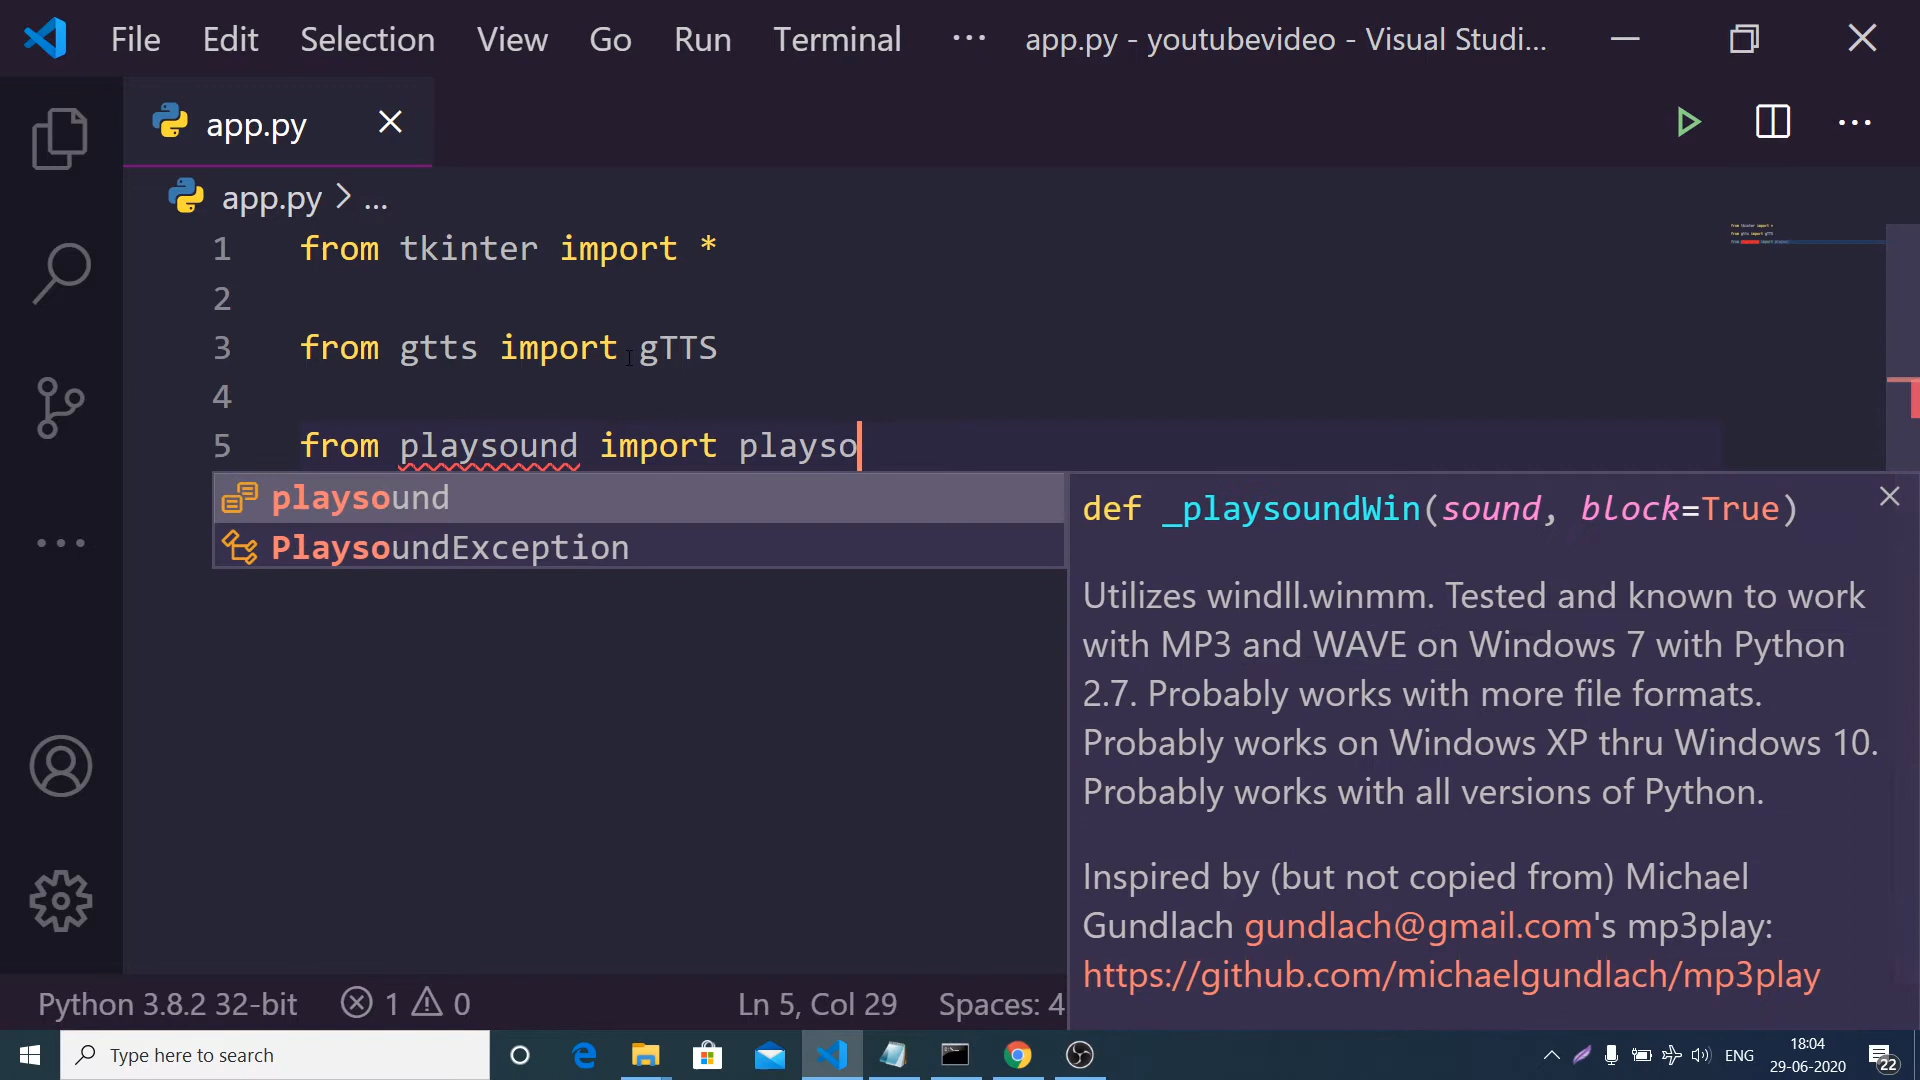 File Edit Selection View Go Run Terminal ··· app.py - youtubevideo - Visual Studi...
app.py
app.py > ...
1 from tkinter import *
2
3 from gtts import gTTS
4
5 from playsound import playso
playsound
PlaysoundException
def _playsoundWin(sound, block=True)
Utilizes windll.winmm. Tested and known to work
with MP3 and WAVE on Windows 7 with Python
2.7. Probably works with more file formats.
Probably works on Windows XP thru Windows 10.
Probably works with all versions of Python.
Inspired by (but not copied from) Michael
Gundlach gundlach@gmail.com's mp3play:
https://github.com/michaelgundlach/mp3play
Python 3.8.2 32-bit 1 0 Ln 5, Col 29 Spaces: 4
Type here to search
ENG
18:04
29-06-2020
22